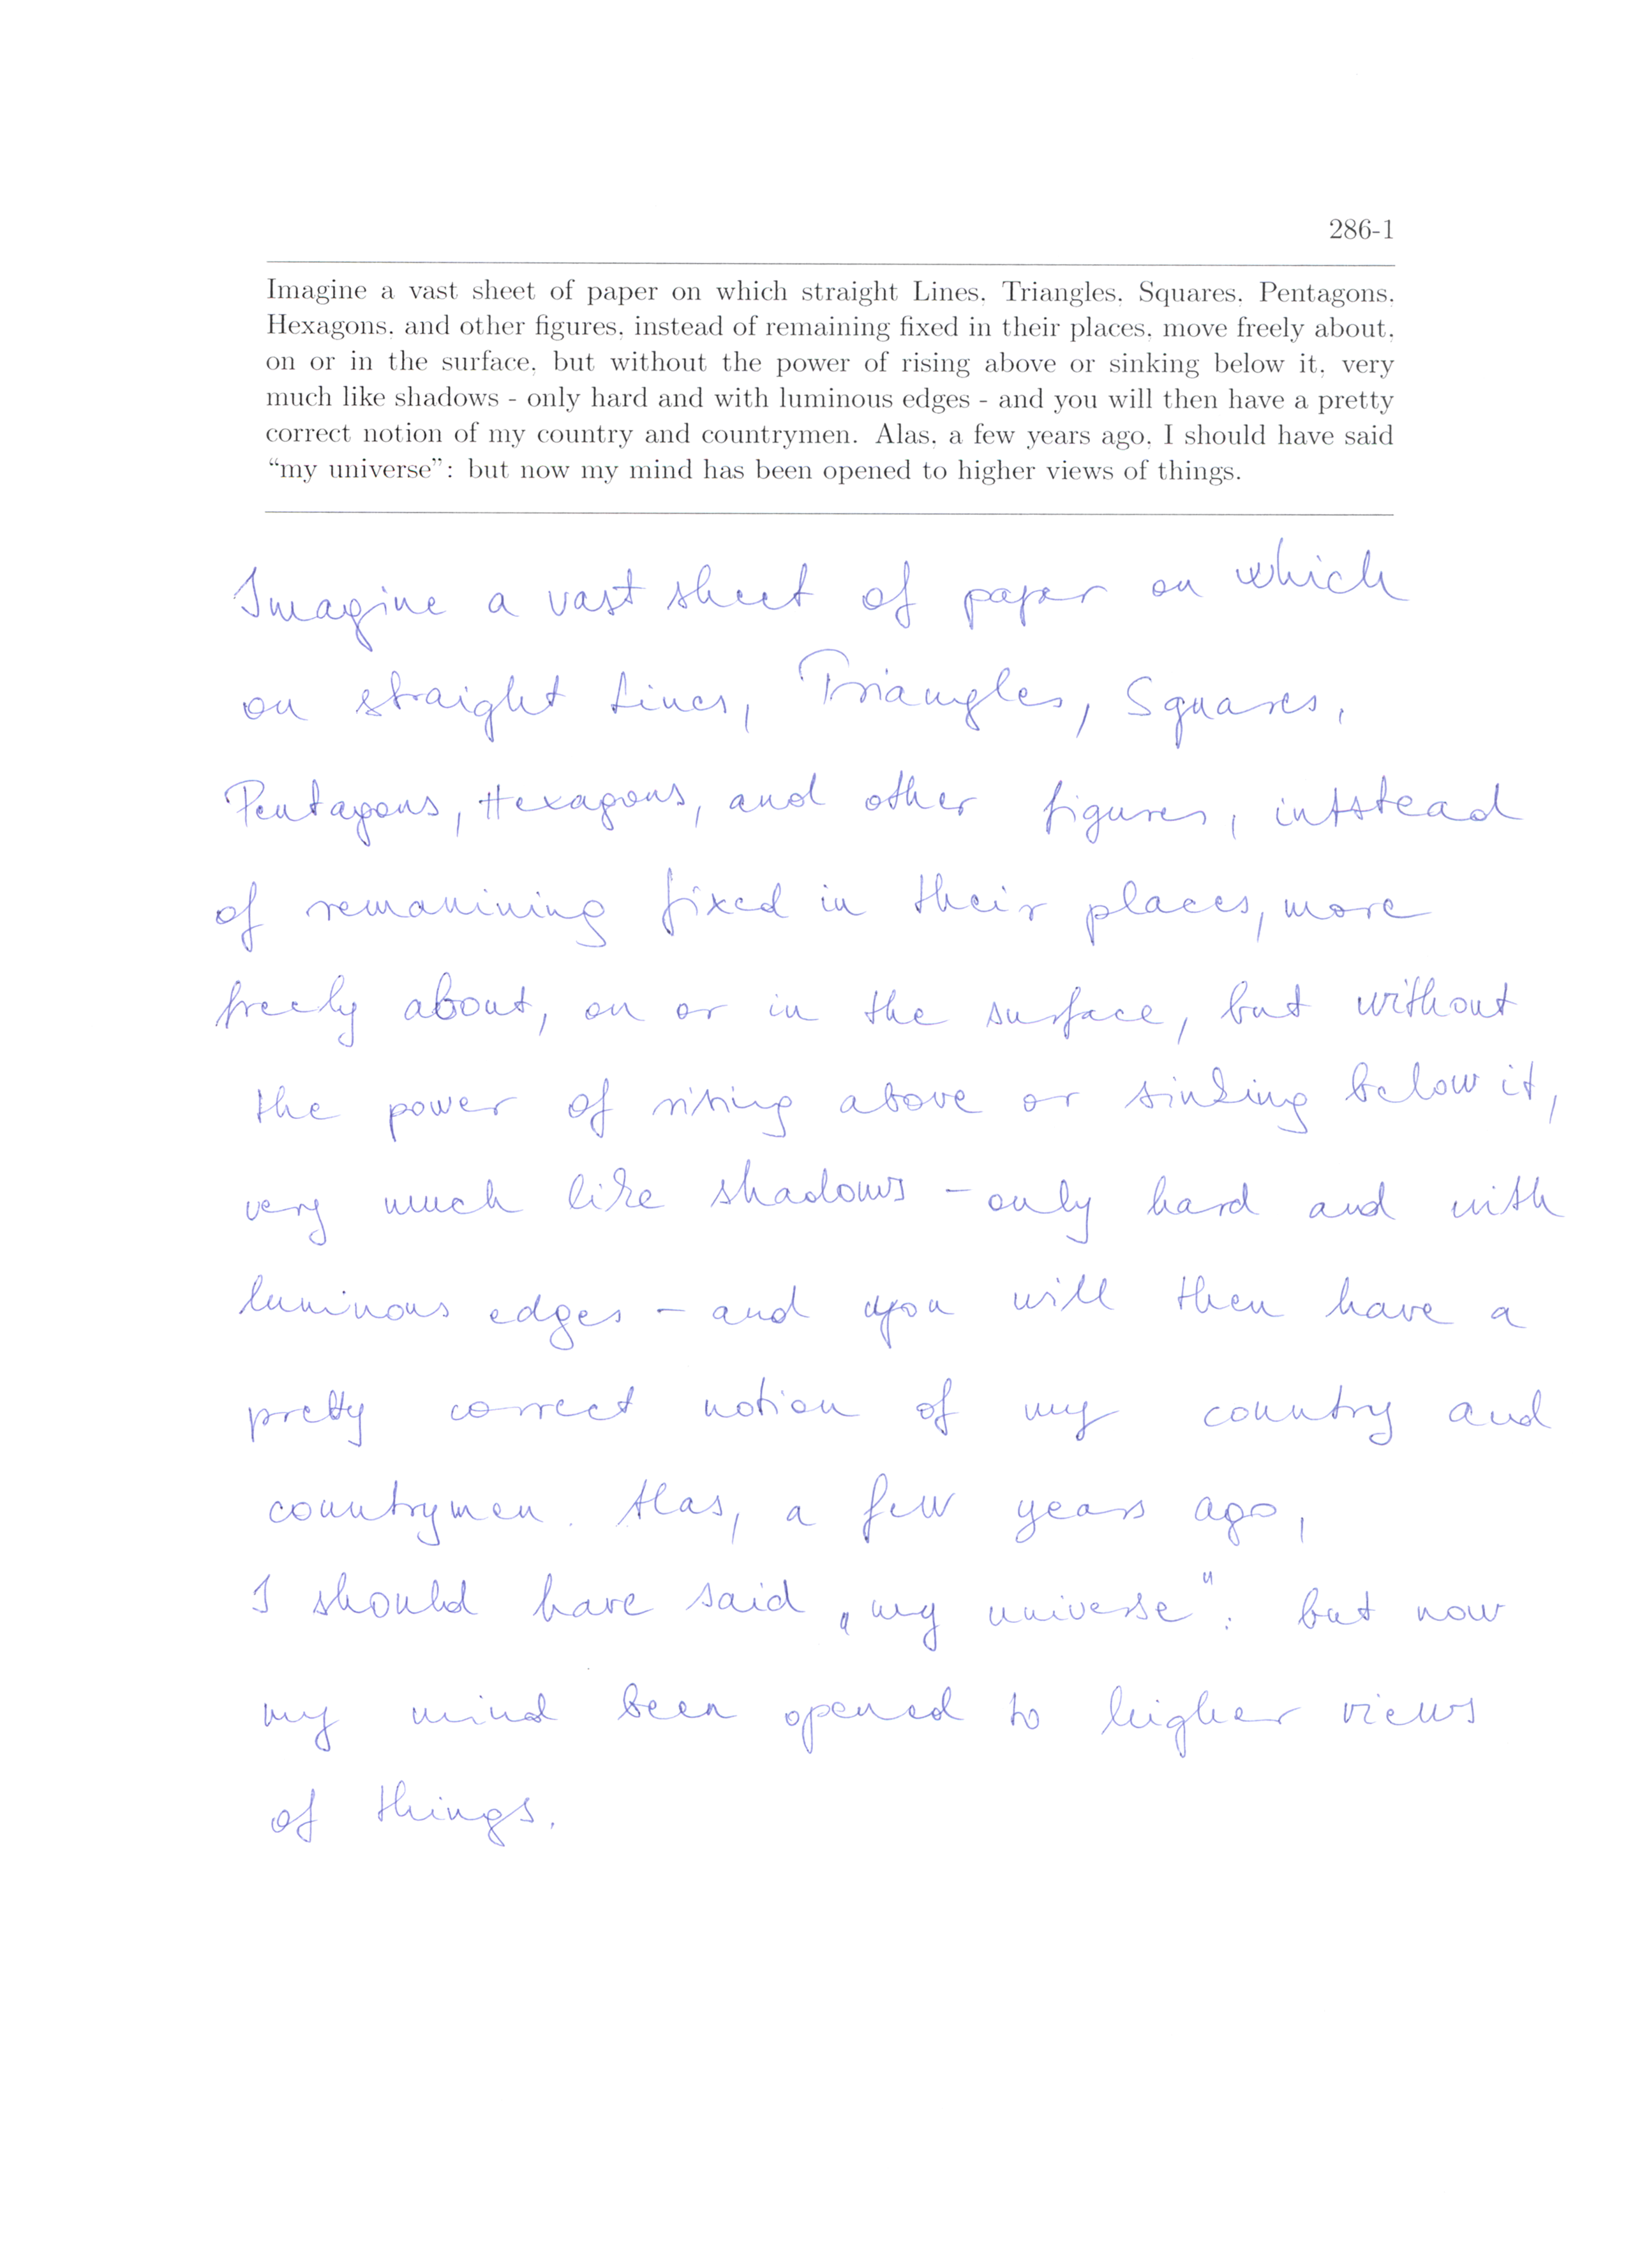 286-1
Imagine a vast sheet of paper on which straight Lines, Triangles, Squares, Pentagons,
Hexagons, and other figures, instead of remaining fixed in their places, move freely about,
on or in the surface, but without the power of rising above or sinking below it, very
much like shadows - only hard and with luminous edges - and you will then have a pretty
correct notion of my country and countrymen. Alas, a few years ago, I should have said
“my universe”: but now my mind has been opened to higher views of things.
Imagine a vast sheet of paper on which
on straight Lines, Triangles, Squares,
Pentagons, Hexagons, and other figures, intstead
of remanining fixed in their places, more
freely about, on or in the surface, but without
the power of rising above or sinking below it,
very much like shadows - only hard and with
luminous edges - and you will then have a
pretty correct notion of my country and
countrymen. Alas, a few years ago,
I should have said „my universe": but now
my mind been opened to higher views
of things.